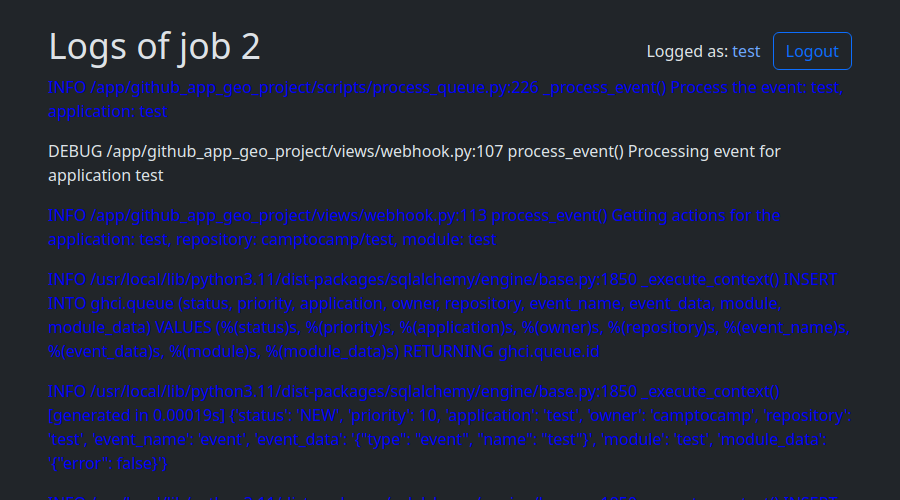 Logs of job 2
Logged as: test
Logout
INFO /app/github_app_geo_project/scripts/process_queue.py:226 _process_event() Process the event: test,
application: test
DEBUG /app/github_app_geo_project/views/webhook.py:107 process_event() Processing event for
application test
INFO /app/github_app_geo_project/views/webhook.py:113 process_event() Getting actions for the
application: test, repository: camptocamp/test, module: test
INFO /usr/local/lib/python3.11/dist-packages/sqlalchemy/engine/base.py:1850 _execute_context() INSERT
INTO ghci.queue (status, priority, application, owner, repository, event_name, event_data, module,
module_data) VALUES (%(status)s, %(priority)s, %(application)s, %(owner)s, %(repository)s, %(event_name)s,
%(event_data)s, %(module)s, %(module_data)s) RETURNING ghci.queue.id
INFO /usr/local/lib/python3.11/dist-packages/sqlalchemy/engine/base.py:1850 _execute_context()
[generated in 0.00019s] {'status': 'NEW', 'priority': 10, 'application': 'test', 'owner': 'camptocamp', 'repository':
'test', 'event_name': 'event', 'event_data': '{"type": "event", "name": "test"}', 'module': 'test', 'module_data':
'{"error": false}'}